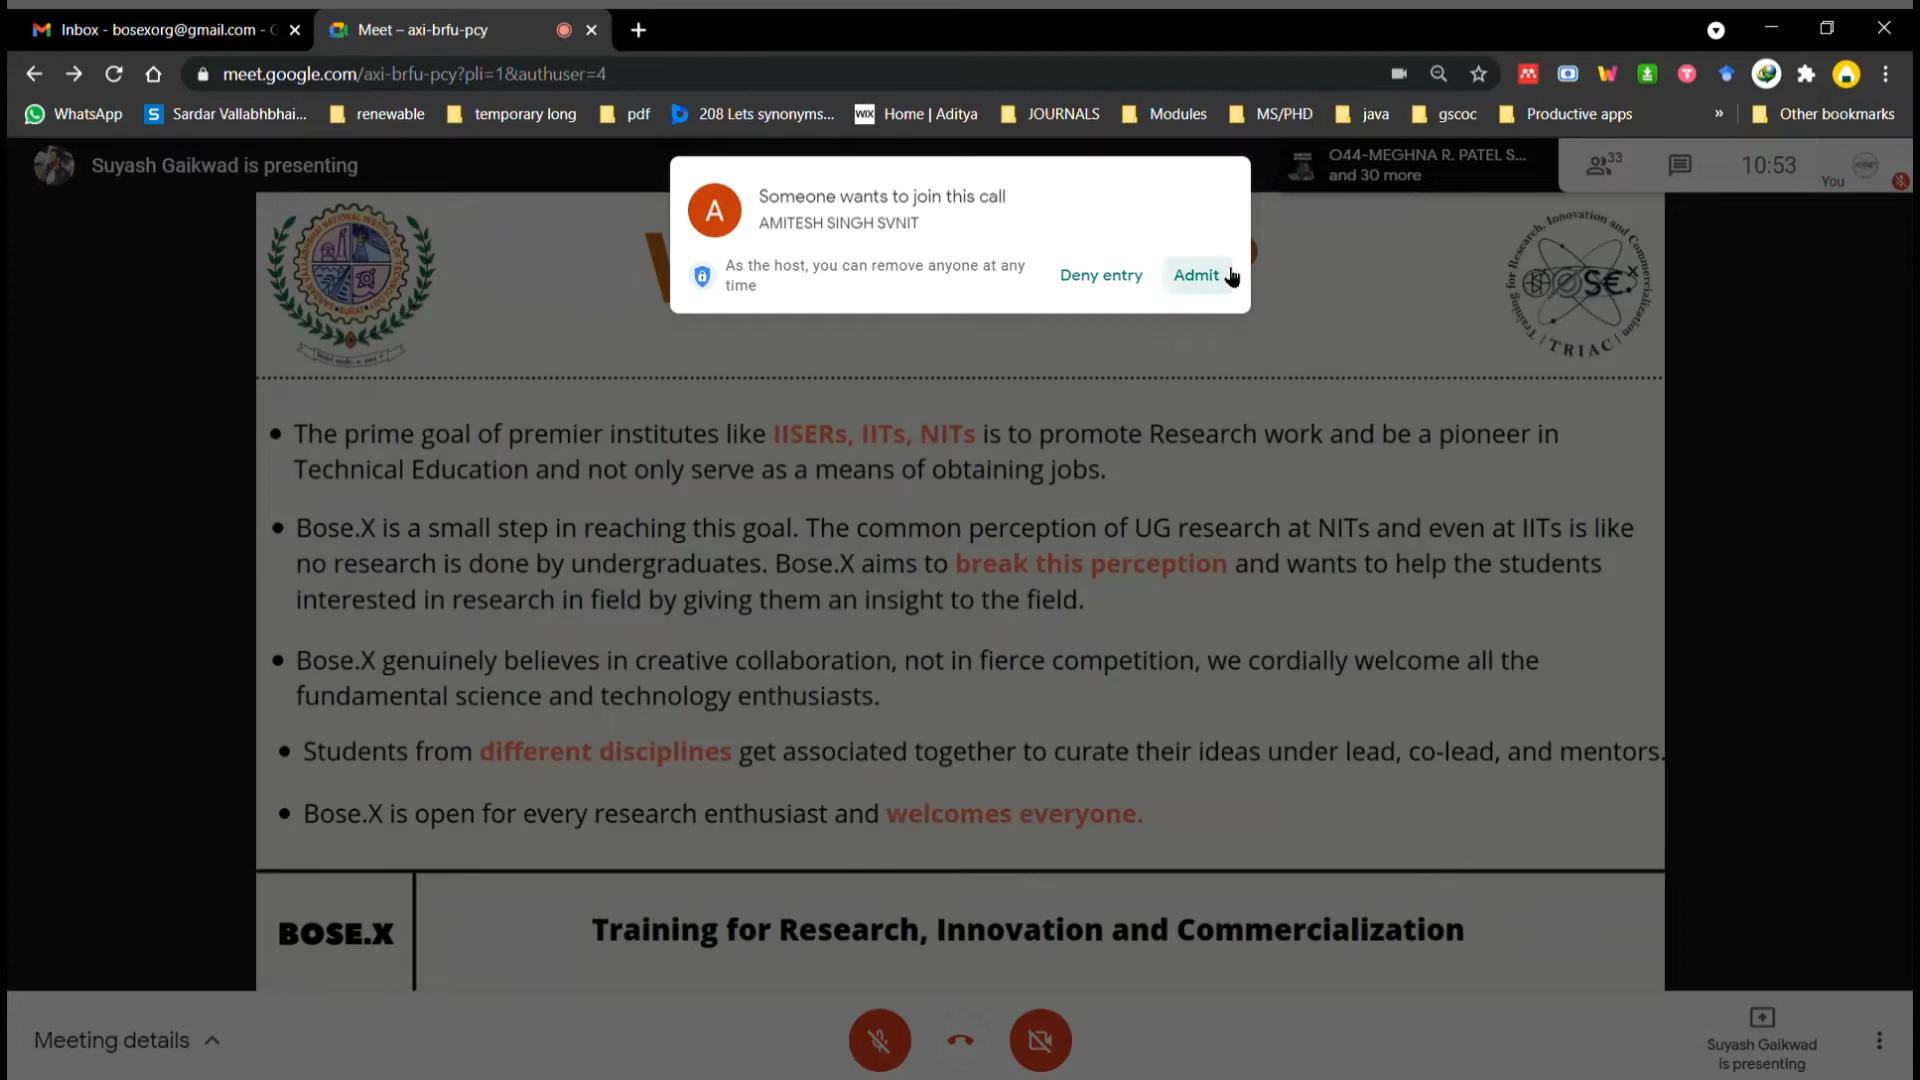 Inbox - bosexorg@gmail.com -
Meet – axi-brfu-pcy
meet.google.com/axi-brfu-pcy?pli=1&authuser=4
WhatsApp
Sardar Vallabhbhai...
renewable
temporary long
pdf
208 Lets synonyms...
WIX Home | Aditya
JOURNALS
Modules
MS/PHD
java
gscoc
Productive apps
»
Other bookmarks
Suyash Gaikwad is presenting
O44-MEGHNA R. PATEL S...
and 30 more
33
10:53
You
A
Someone wants to join this call
AMITESH SINGH SVNIT
As the host, you can remove anyone at any
time
Deny entry
Admit
Training for Research, Innovation and Commercialization
TRIAC
• The prime goal of premier institutes like IISERs, IITs, NITs is to promote Research work and be a pioneer in
Technical Education and not only serve as a means of obtaining jobs.
• Bose.X is a small step in reaching this goal. The common perception of UG research at NITs and even at IITs is like
no research is done by undergraduates. Bose.X aims to break this perception and wants to help the students
interested in research in field by giving them an insight to the field.
• Bose.X genuinely believes in creative collaboration, not in fierce competition, we cordially welcome all the
fundamental science and technology enthusiasts.
• Students from different disciplines get associated together to curate their ideas under lead, co-lead, and mentors.
• Bose.X is open for every research enthusiast and welcomes everyone.
BOSE.X
Training for Research, Innovation and Commercialization
Meeting details
Suyash Gaikwad
is presenting